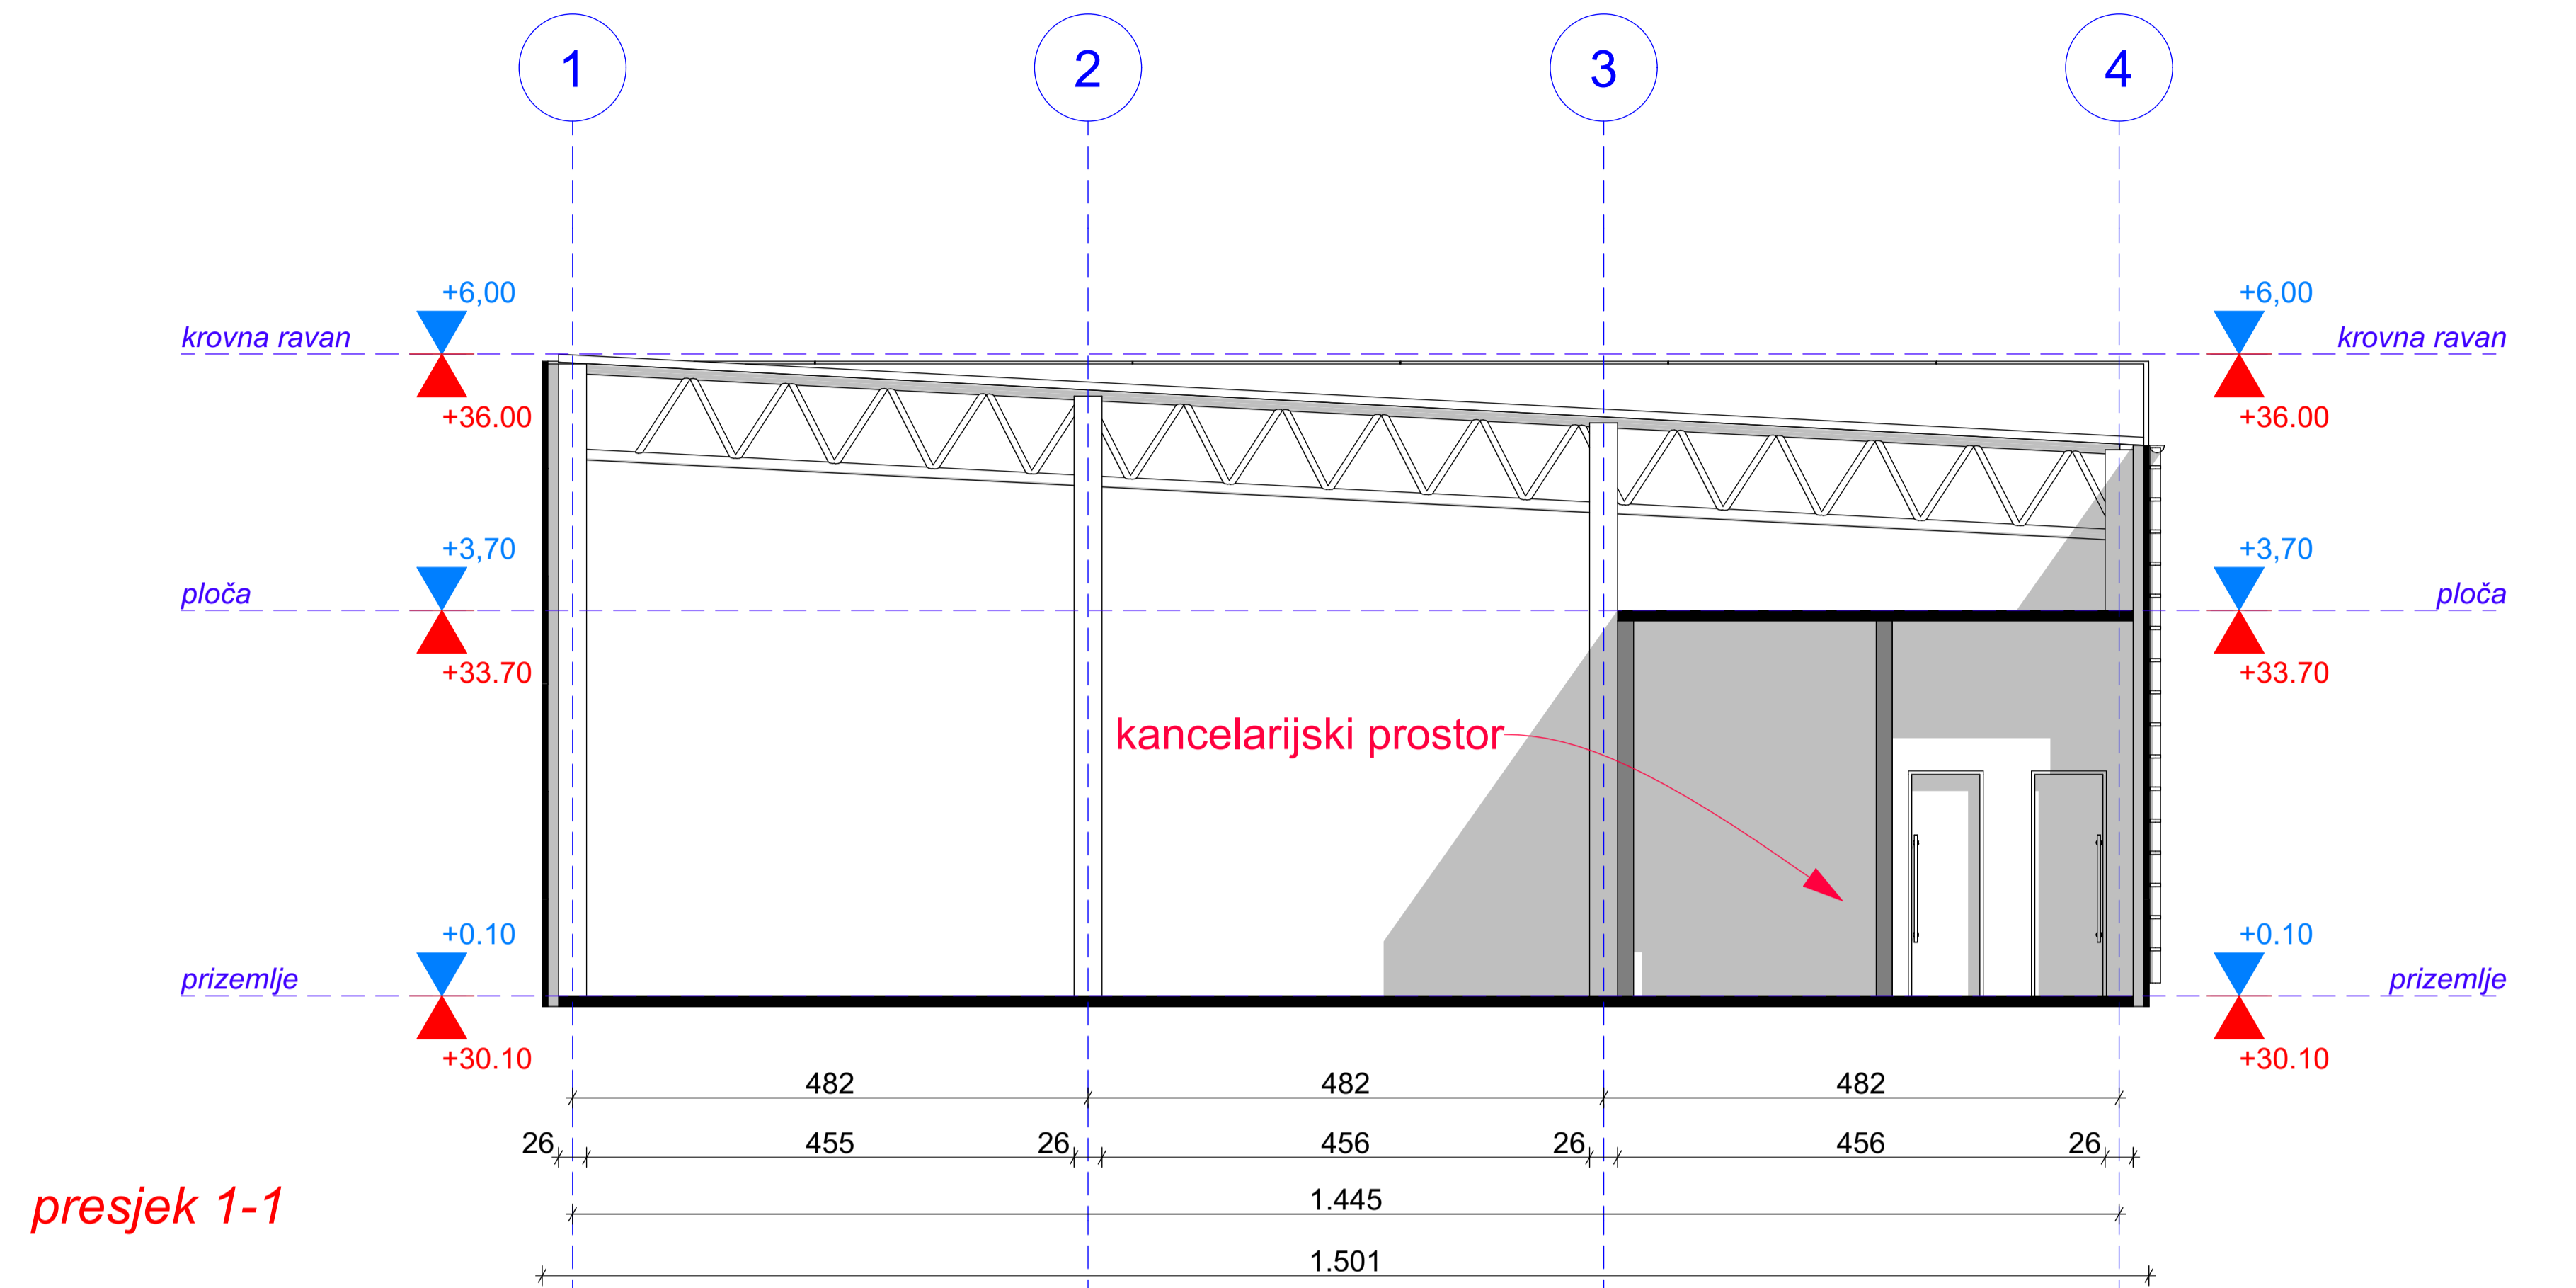 1 2 3 4
+6,00 +6,00
krovna ravan krovna ravan
+36.00 +36.00
+3,70 +3,70
ploča ploča
+33.70 +33.70
kancelarijski prostor
+0.10 +0.10
prizemlje prizemlje
+30.10 +30.10
482 482 482
26 455 26 456 26 456 26
1.445
presjek 1-1
1.501